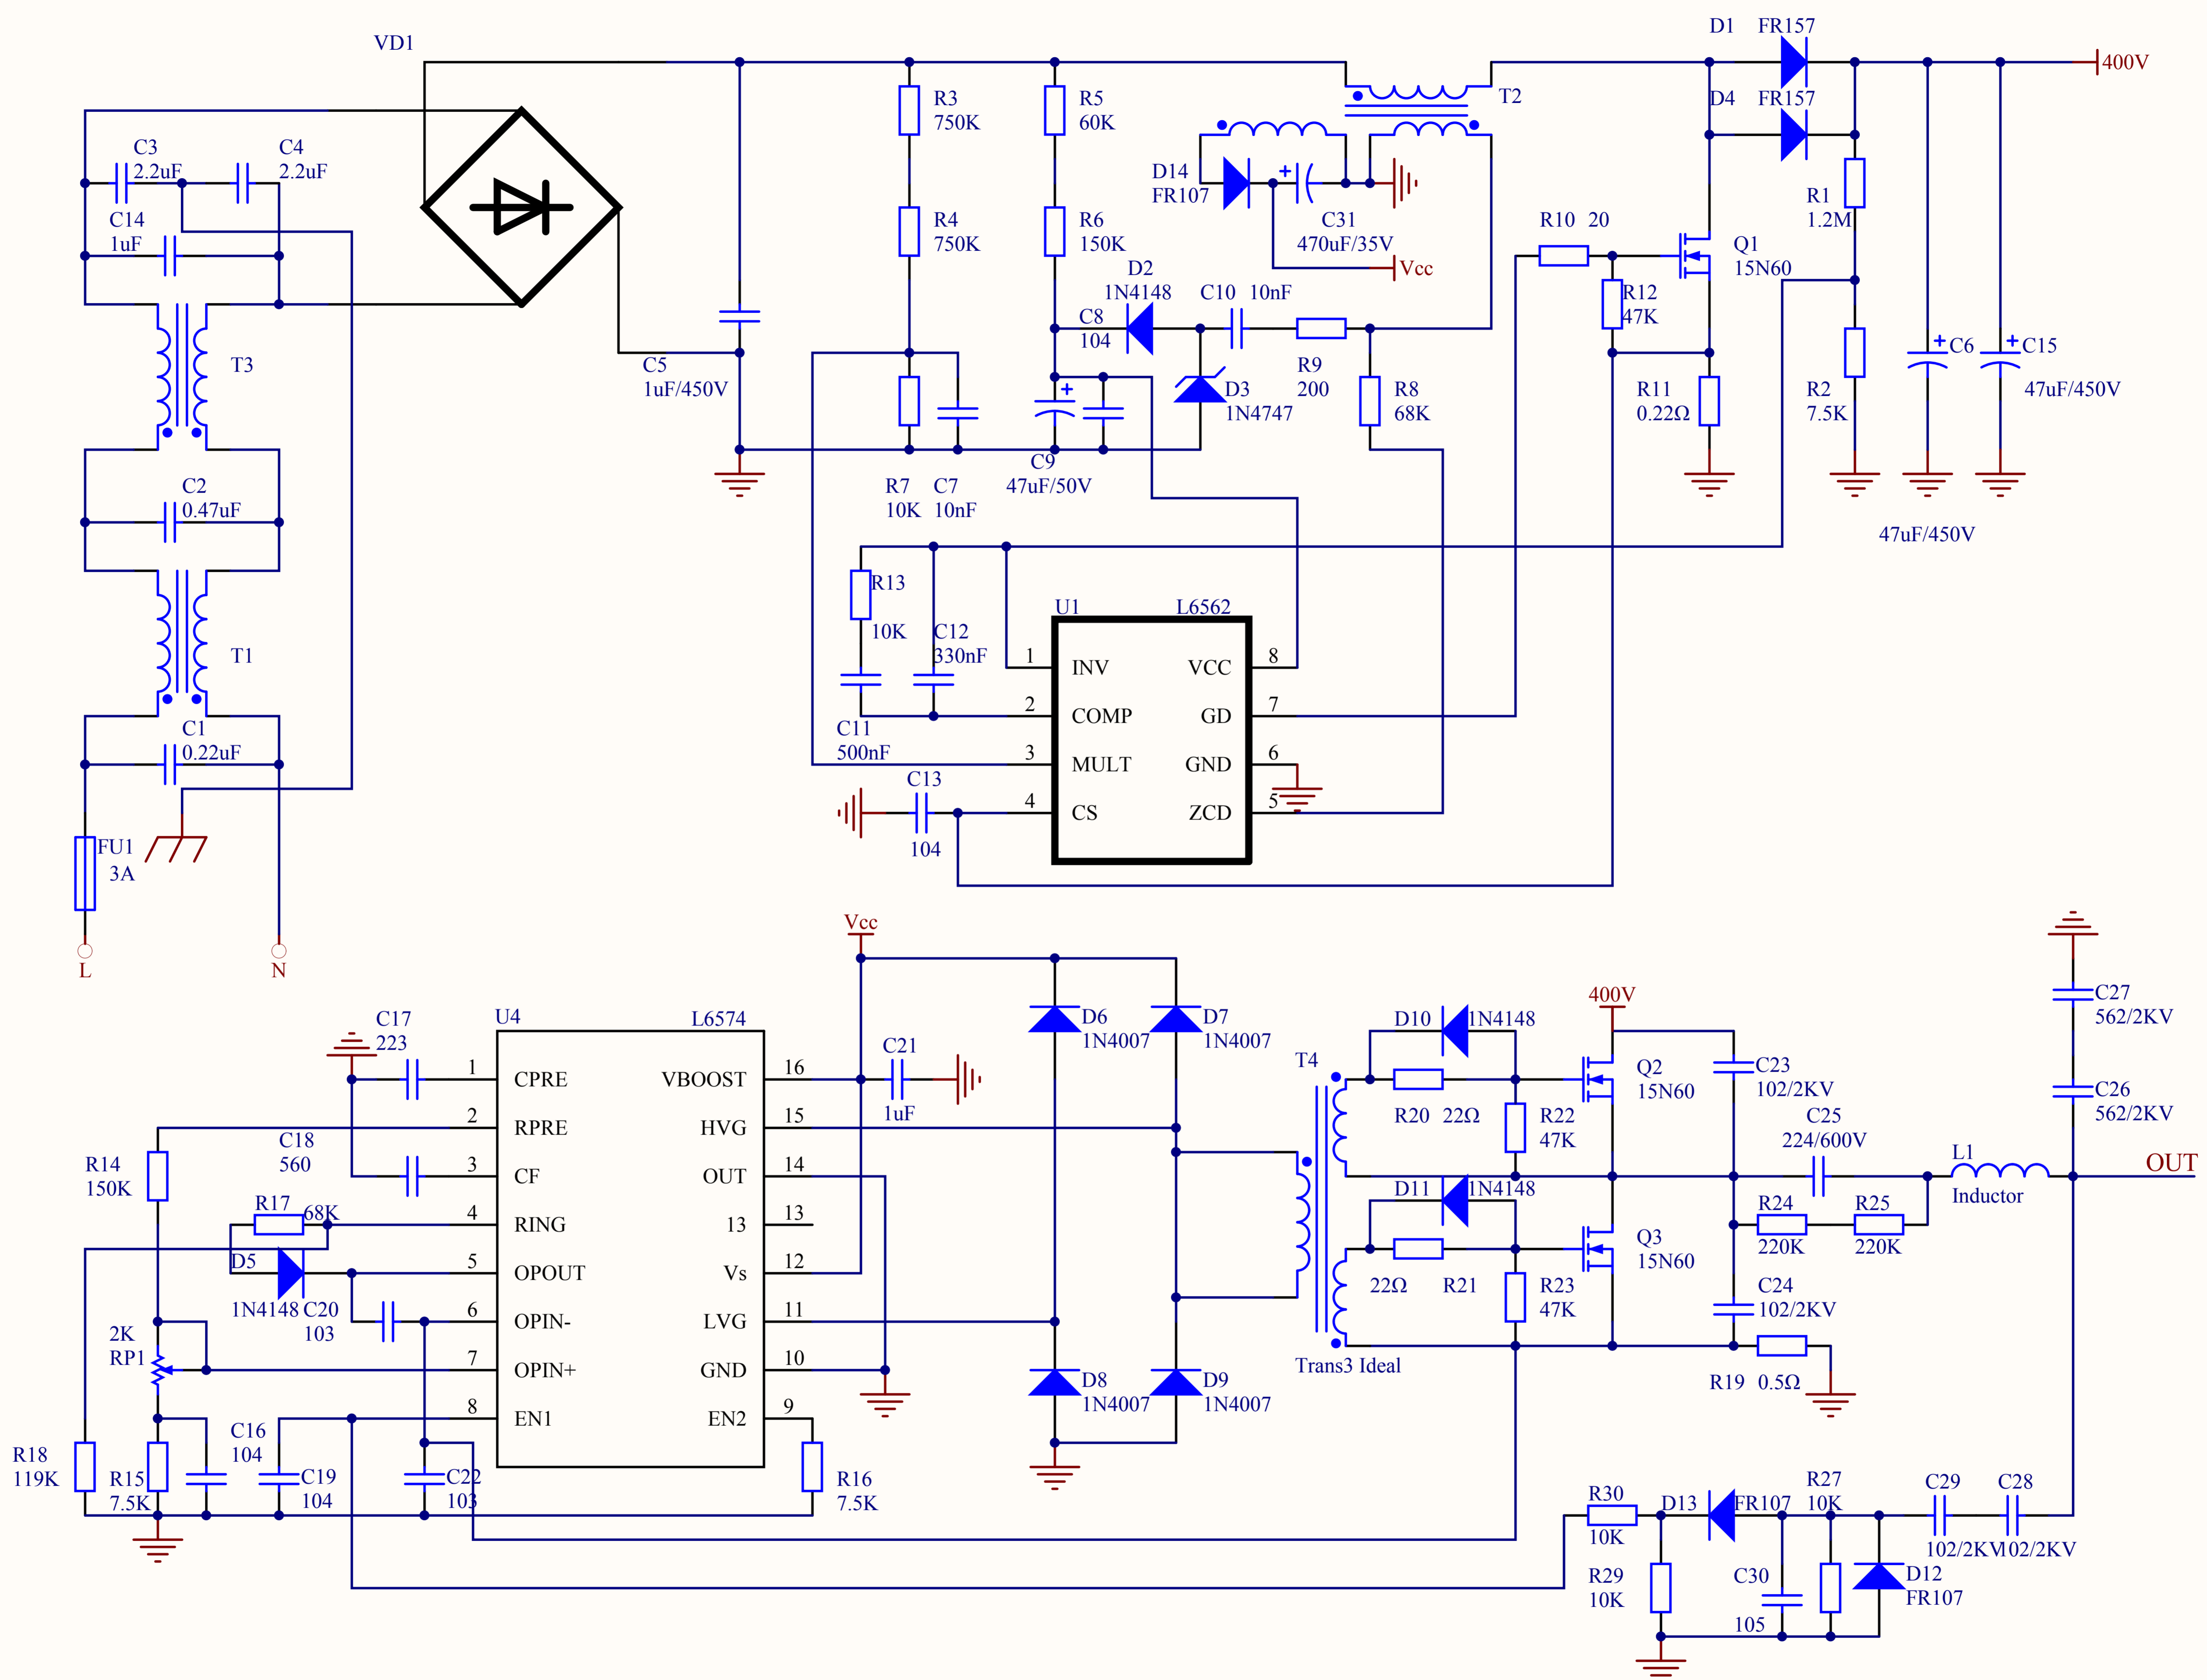 VD1
D1 FR157
400V
D4 FR157
T2
C3
2.2uF
C4
2.2uF
C14
1uF
R3
750K
R5
60K
D14
FR107
R4
750K
R6
150K
C31
470uF/35V
Vcc
R10 20
Q1
15N60
R1
1.2M
D2
1N4148
C10 10nF
R12
47K
C8
104
T3
C5
1uF/450V
D3
1N4747
R9
200
R8
68K
R11
0.22Ω
R2
7.5K
C6
C15
47uF/450V
47uF/450V
C2
0.47uF
R7
10K
C7
10nF
C9
47uF/50V
R13
10K
C12
330nF
U1 L6562
T1
1 INV VCC 8
2 COMP GD 7
3 MULT GND 6
4 CS ZCD 5
C11
500nF
C13
104
C1
0.22uF
FU1
3A
L
N
Vcc
C17
223
U4 L6574
1 CPRE VBOOST 16
2 RPRE HVG 15
3 CF OUT 14
4 RING 13 13
5 OPOUT Vs 12
6 OPIN- LVG 11
7 OPIN+ GND 10
8 EN1 EN2 9
C21
1uF
D6
1N4007
D7
1N4007
D8
1N4007
D9
1N4007
C18
560
R14
150K
R17 68K
D5
1N4148
C20
103
2K
RP1
R18
119K
R15
7.5K
C16
104
C19
104
C22
103
R16
7.5K
T4
Trans3 Ideal
D10 1N4148
400V
Q2
15N60
R20 22Ω
R22
47K
C23
102/2KV
C25
224/600V
D11 1N4148
Q3
15N60
22Ω R21
R23
47K
R24
220K
R25
220K
C24
102/2KV
R19 0.5Ω
L1
Inductor
OUT
C27
562/2KV
C26
562/2KV
R30
10K
D13 FR107
R27
10K
C29
102/2KV
C28
102/2KV
R29
10K
C30
105
D12
FR107